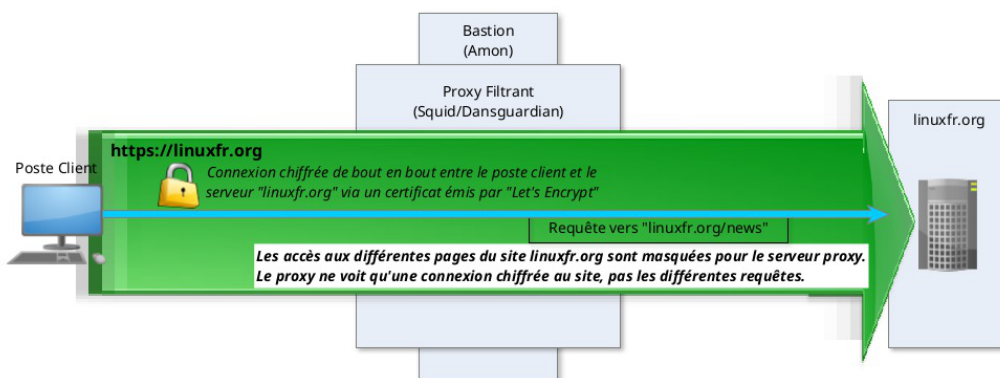 Bastion
(Amon)
Proxy Filtrant
(Squid/Dansguardian)
linuxfr.org
https://linuxfr.org
Poste Client
Connexion chiffrée de bout en bout entre le poste client et le
serveur "linuxfr.org" via un certificat émis par "Let's Encrypt"
Requête vers "linuxfr.org/news"
Les accès aux différentes pages du site linuxfr.org sont masquées pour le serveur proxy.
Le proxy ne voit qu'une connexion chiffrée au site, pas les différentes requêtes.